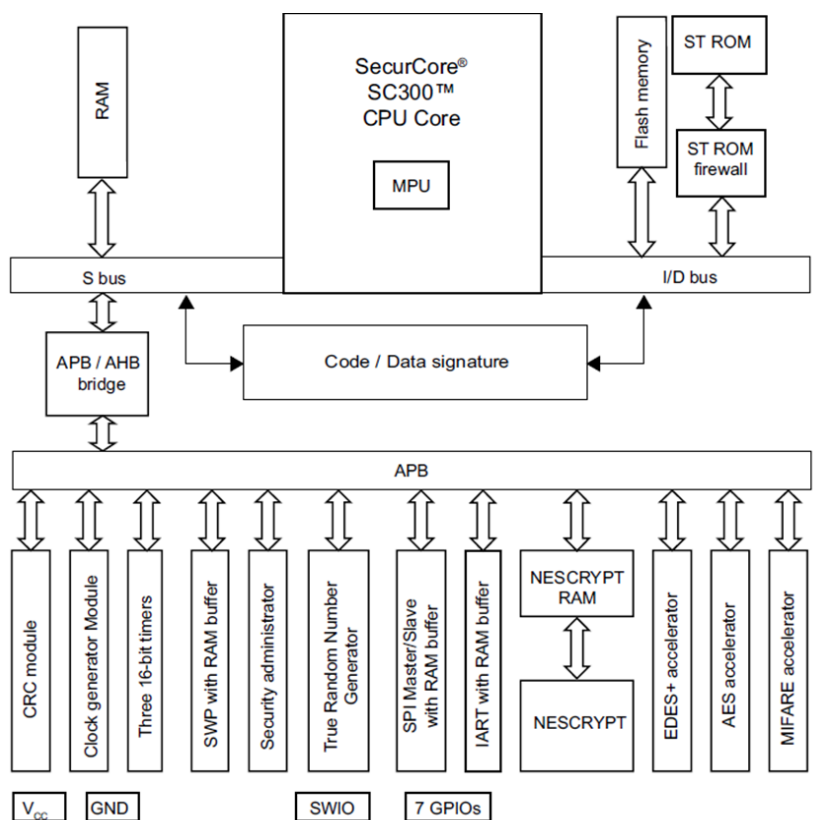 RAM
SecurCore®
SC300™
CPU Core
MPU
Flash memory
ST ROM
ST ROM
firewall
S bus
I/D bus
APB / AHB
bridge
Code / Data signature
APB
CRC module
Clock generator Module
Three 16-bit timers
SWP with RAM buffer
Security administrator
True Random Number
Generator
SPI Master/Slave
with RAM buffer
IART with RAM buffer
NESCRYPT
RAM
NESCRYPT
EDES+ accelerator
AES accelerator
MIFARE accelerator
VCC
GND
SWIO
7 GPIOs